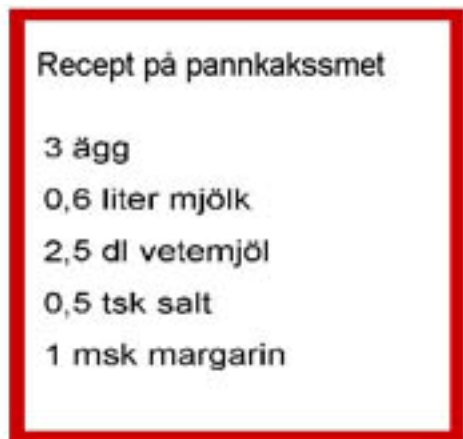 Recept på pannkakssmet
3 ägg
0,6 liter mjölk
2,5 dl vetemjöl
0,5 tsk salt
1 msk margarin